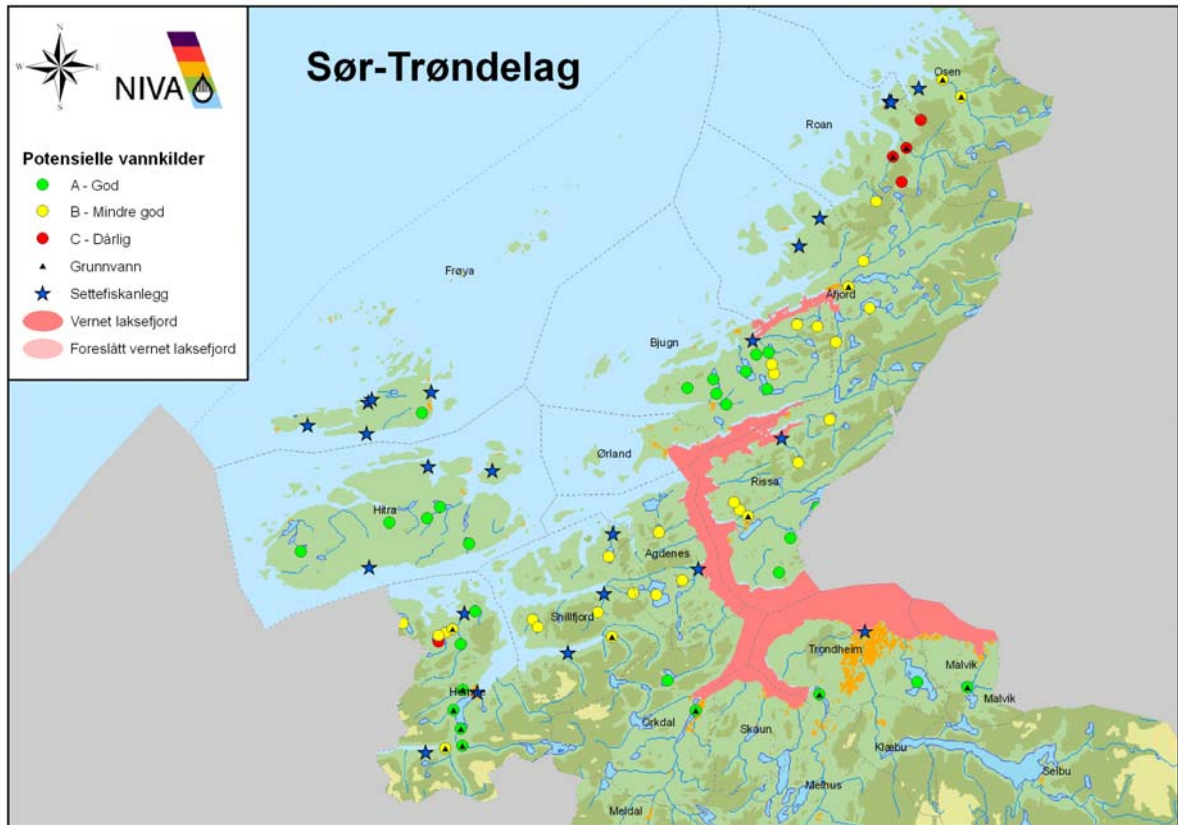 N
W
E
S
NIVA
Sør-Trøndelag
Potensielle vannkilder
A - God
B - Mindre god
C - Dårlig
Grunnvann
Settefiskanlegg
Vernet laksefjord
Foreslått vernet laksefjord
Osen
Roan
Frøya
Åfjord
Bjugn
Ørland
Rissa
Hitra
Agdenes
Snillfjord
Trondheim
Malvik
Malvik
Orkdal
Skaun
Klæbu
Selbu
Melhus
Meldal